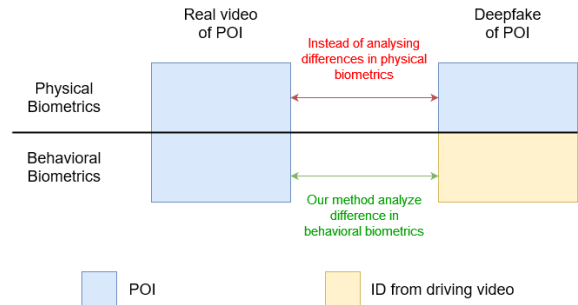 Real video
of POI
Deepfake
of POI
Instead of analysing
differences in physical
biometrics
Physical
Biometrics
Behavioral
Biometrics
Our method analyze
difference in
behavioral biometrics
POI
ID from driving video